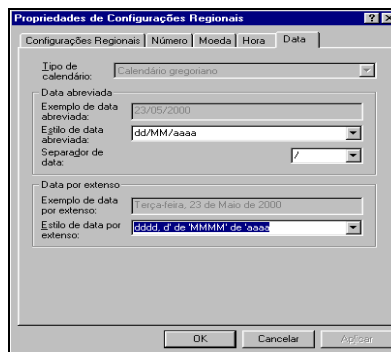 Propriedades de Configurações Regionais
Configurações Regionais Número Moeda Hora Data
Tipo de calendário: Calendário gregoriano
Data abreviada
Exemplo de data abreviada: 23/05/2000
Estilo de data abreviada: dd/MM/aaaa
Separador de data: /
Data por extenso
Exemplo de data por extenso: Terça-feira, 23 de Maio de 2000
Estilo de data por extenso: dddd, d' de 'MMMM' de 'aaaa
OK Cancelar Aplicar